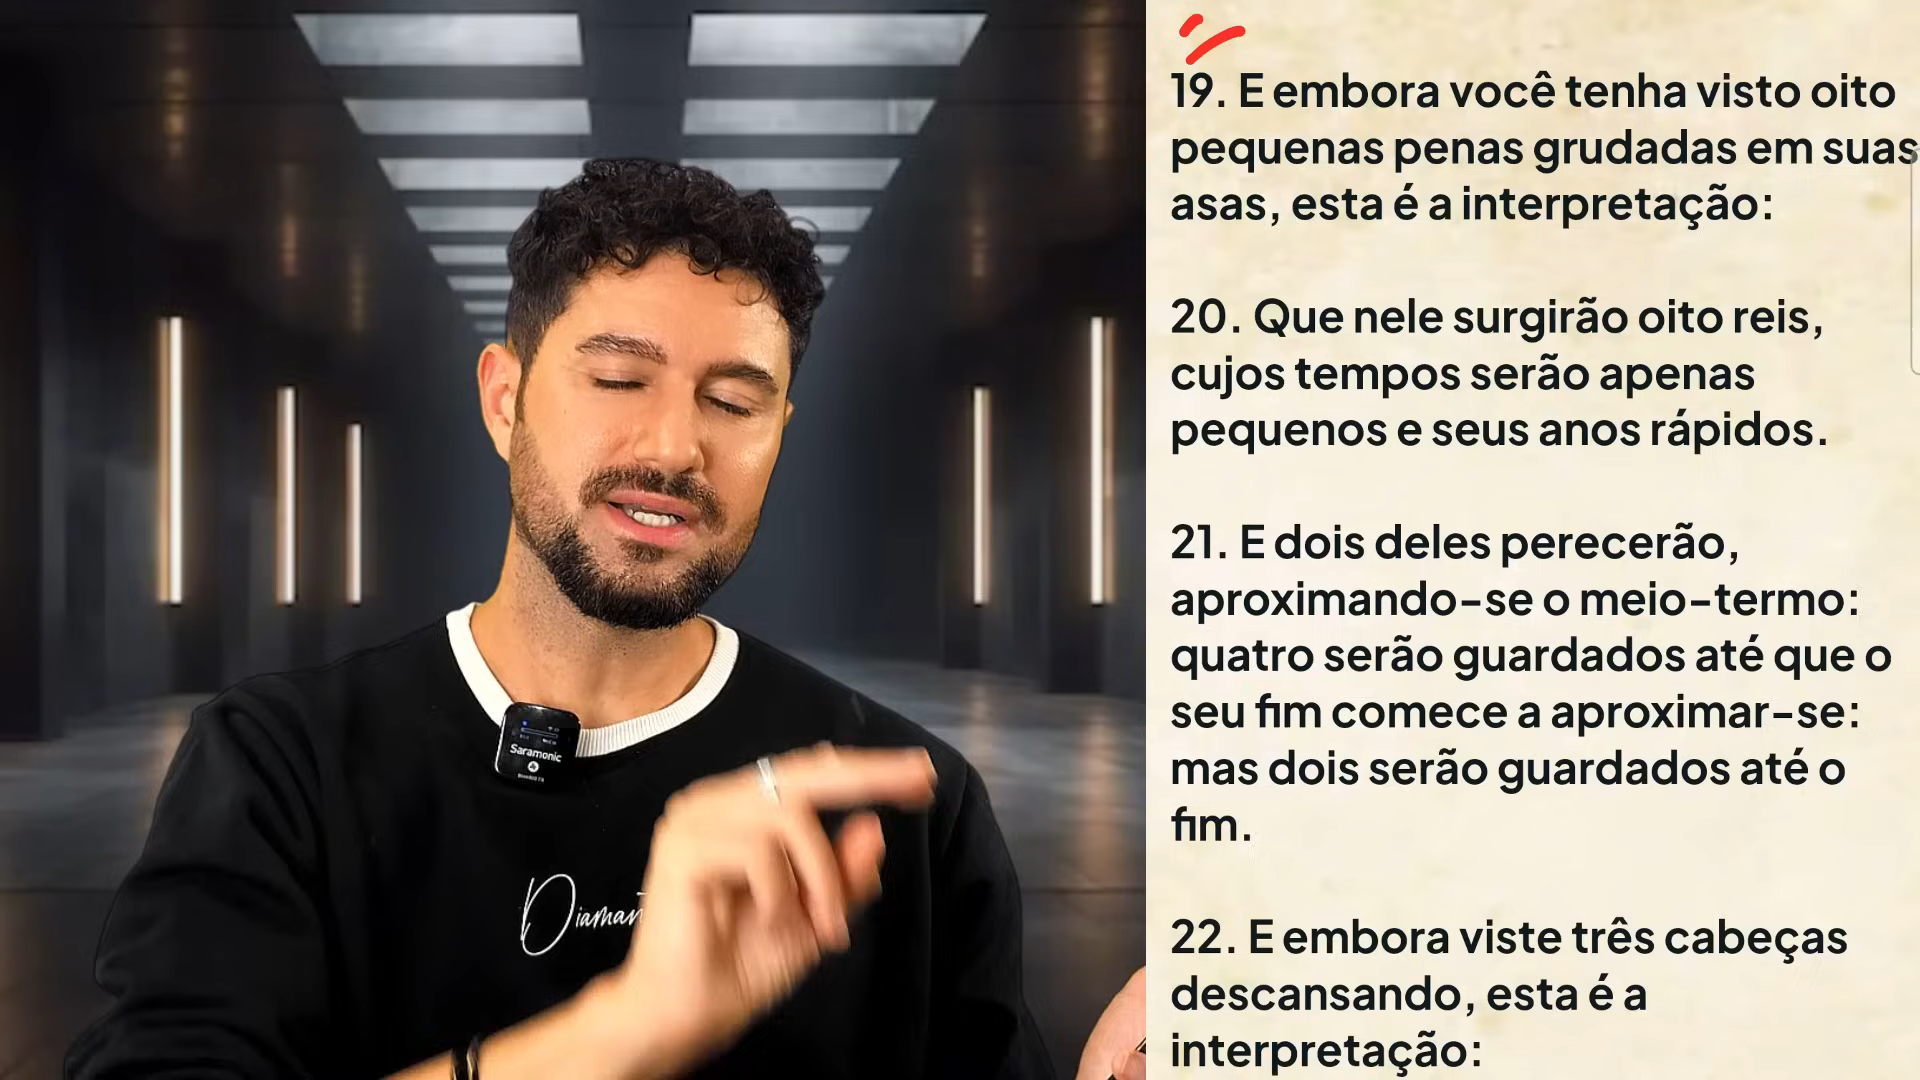 Saramonic
Diaman
19. E embora você tenha visto oito
pequenas penas grudadas em suas
asas, esta é a interpretação:
20. Que nele surgirão oito reis,
cujos tempos serão apenas
pequenos e seus anos rápidos.
21. E dois deles perecerão,
aproximando-se o meio-termo:
quatro serão guardados até que o
seu fim comece a aproximar-se:
mas dois serão guardados até o
fim.
22. E embora viste três cabeças
descansando, esta é a
interpretação: